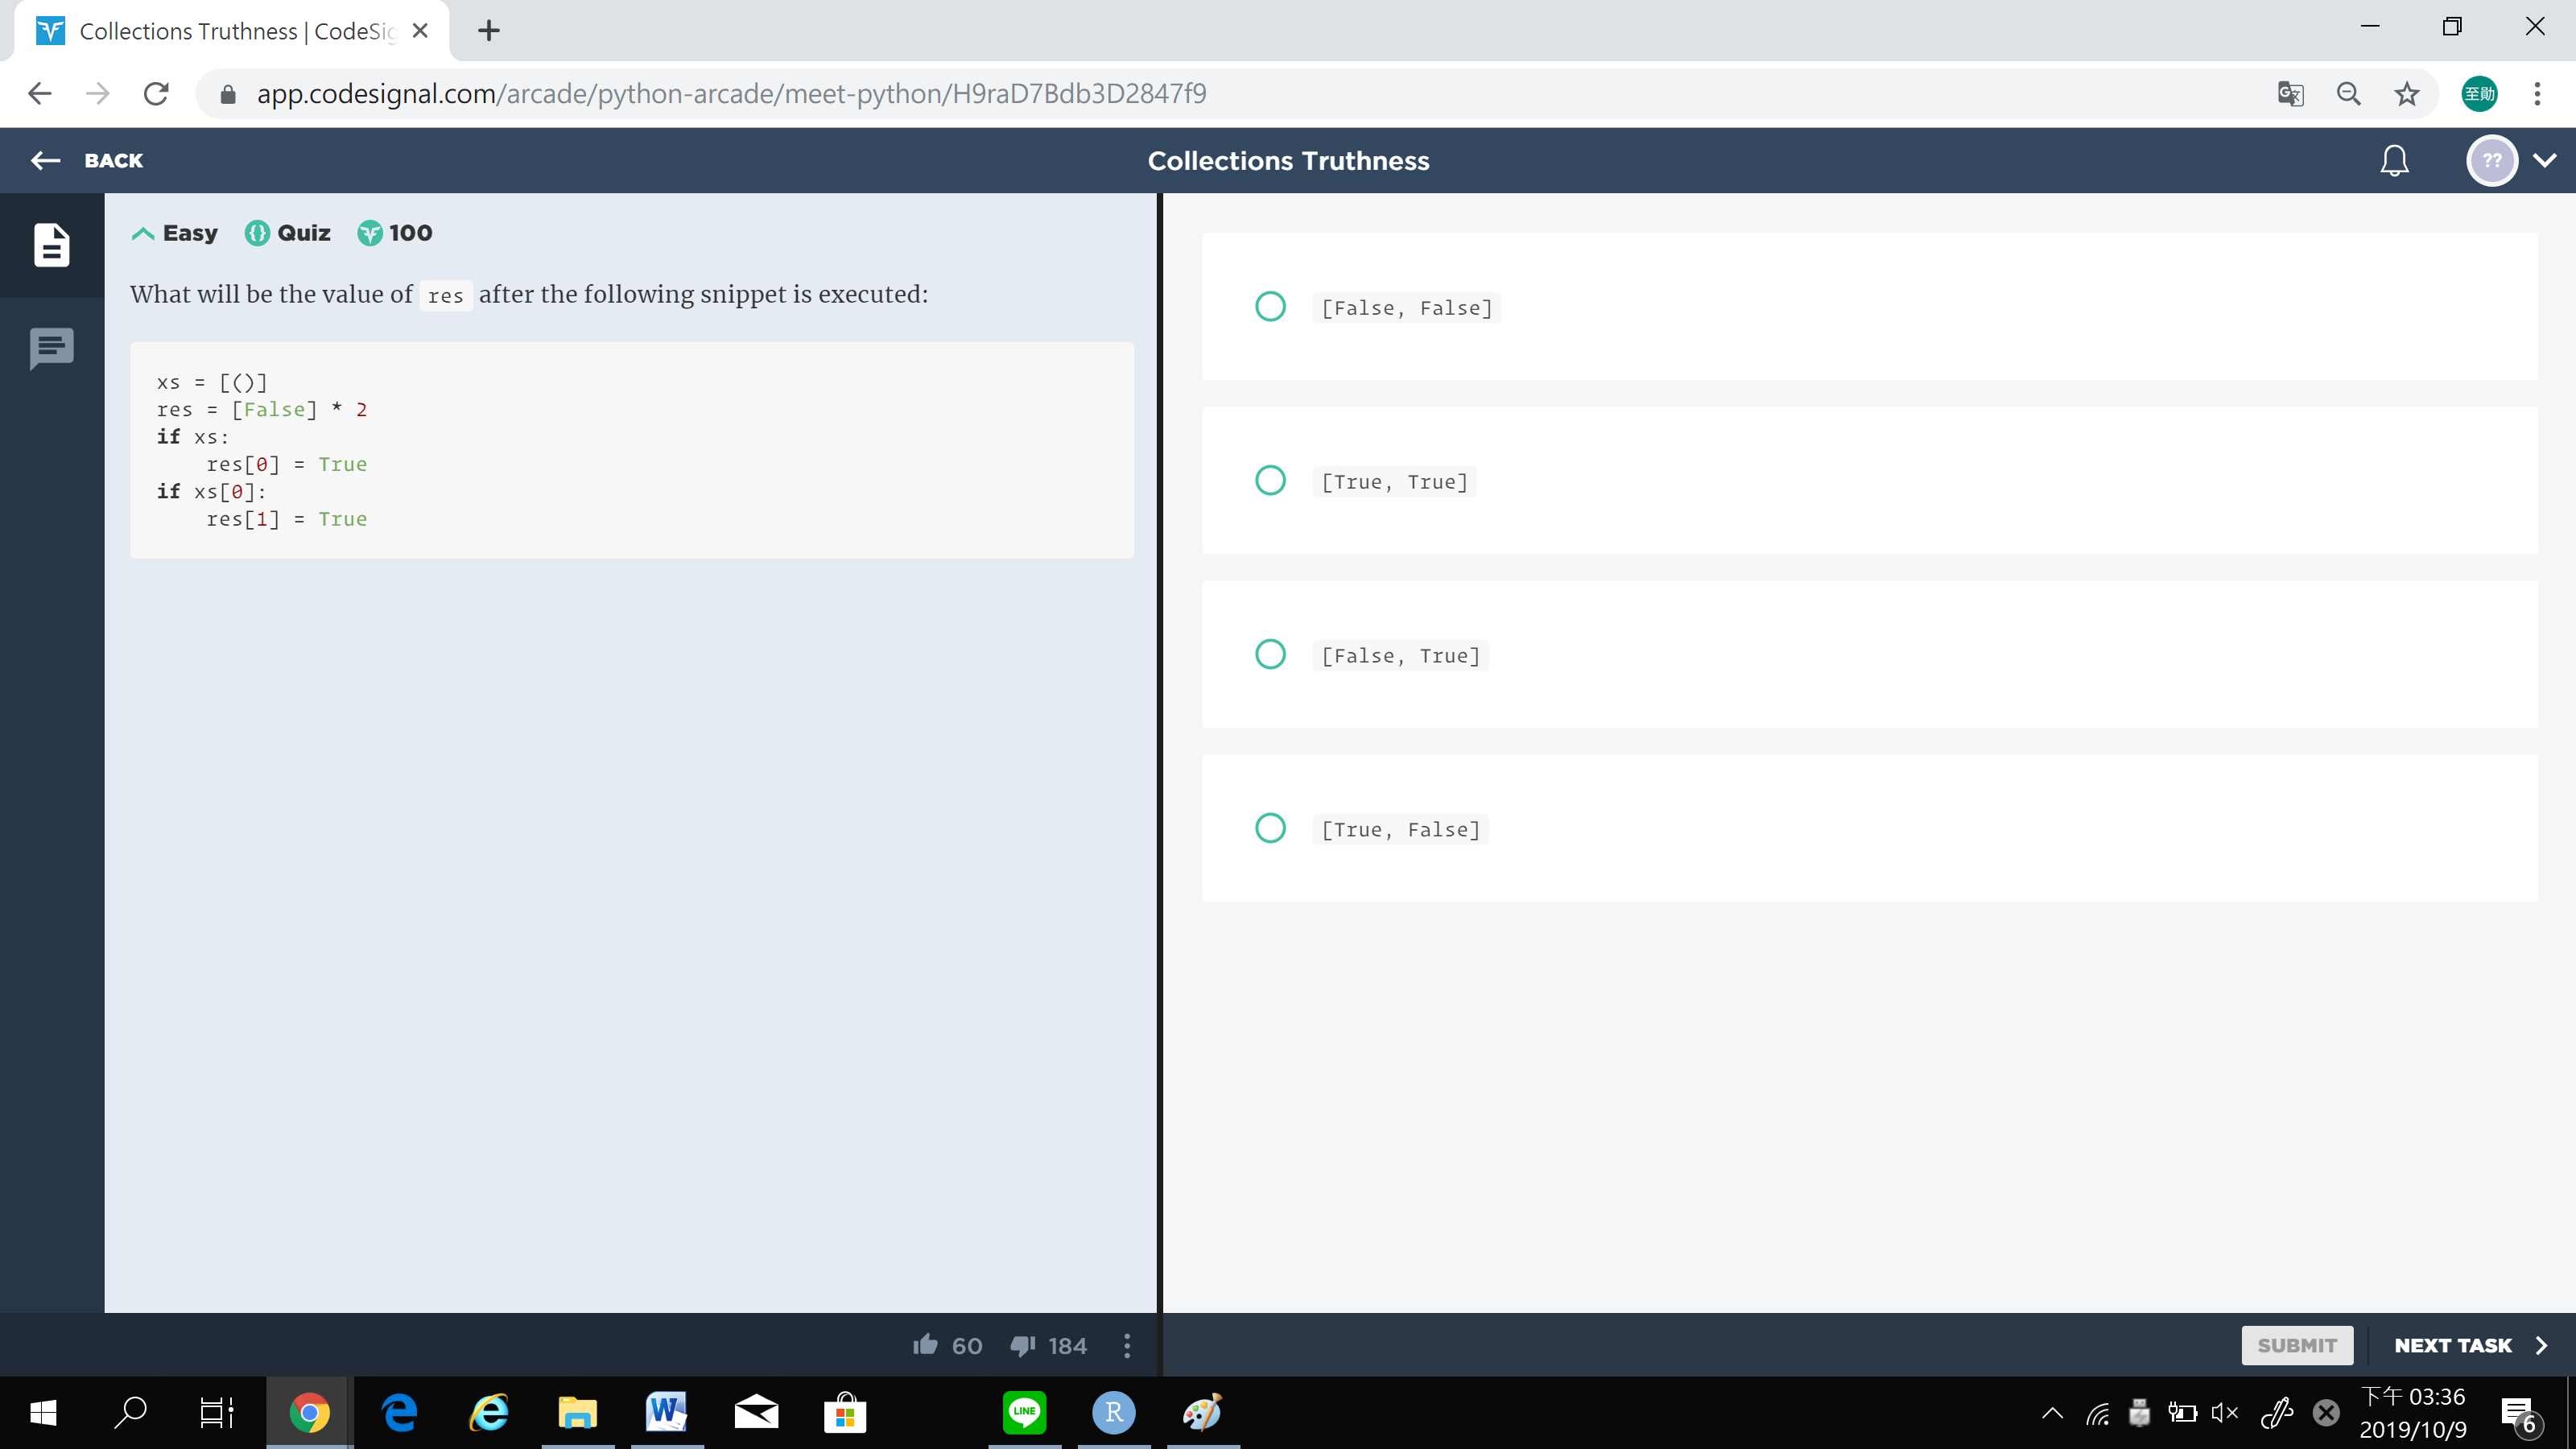 Collections Truthness | CodeSig
app.codesignal.com/arcade/python-arcade/meet-python/H9raD7Bdb3D2847f9
至勛
BACK
Collections Truthness
??
Easy
Quiz
100
What will be the value of res after the following snippet is executed:
xs = [()]
res = [False] * 2
if xs:
    res[0] = True
if xs[0]:
    res[1] = True
[False, False]
[True, True]
[False, True]
[True, False]
60
184
SUBMIT
NEXT TASK
W
LINE
R
下午 03:36
2019/10/9
6